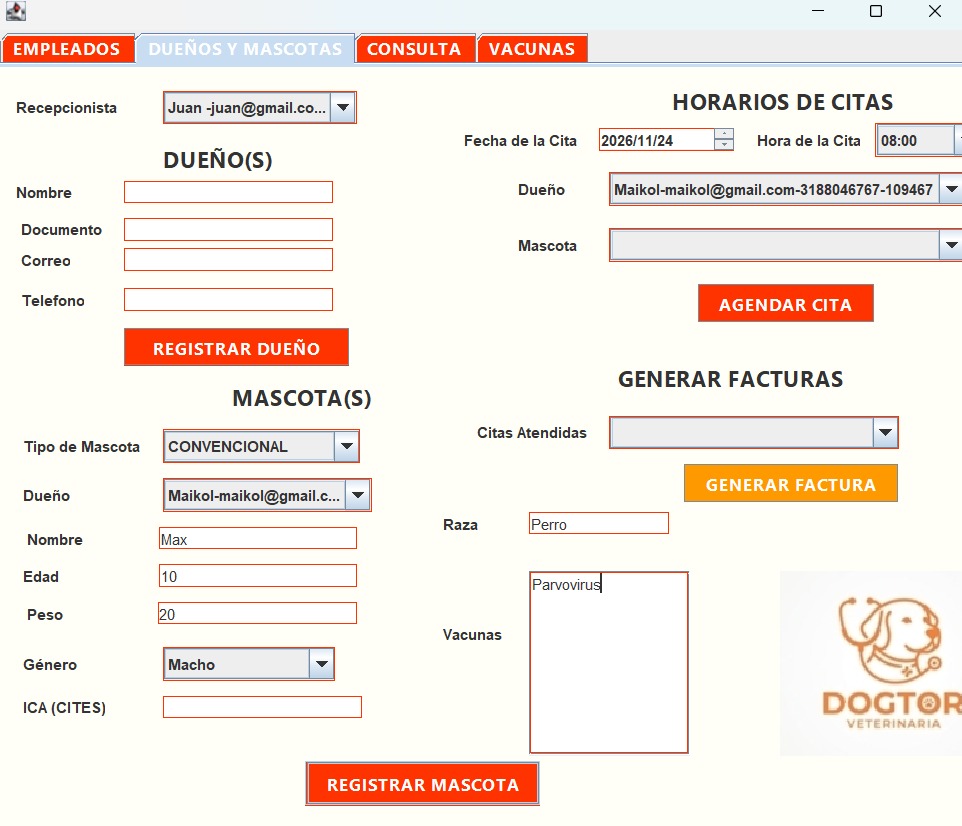 EMPLEADOS DUEÑOS Y MASCOTAS CONSULTA VACUNAS
Recepcionista Juan -juan@gmail.co...
DUEÑO(S)
Nombre
Documento
Correo
Telefono
REGISTRAR DUEÑO
MASCOTA(S)
Tipo de Mascota CONVENCIONAL
Dueño Maikol-maikol@gmail.c...
Nombre Max
Edad 10
Peso 20
Género Macho
ICA (CITES)
HORARIOS DE CITAS
Fecha de la Cita 2026/11/24 Hora de la Cita 08:00
Dueño Maikol-maikol@gmail.com-3188046767-109467
Mascota
AGENDAR CITA
GENERAR FACTURAS
Citas Atendidas
GENERAR FACTURA
Raza Perro
Vacunas Parvovirus
REGISTRAR MASCOTA
DOGTOR
VETERINARIA